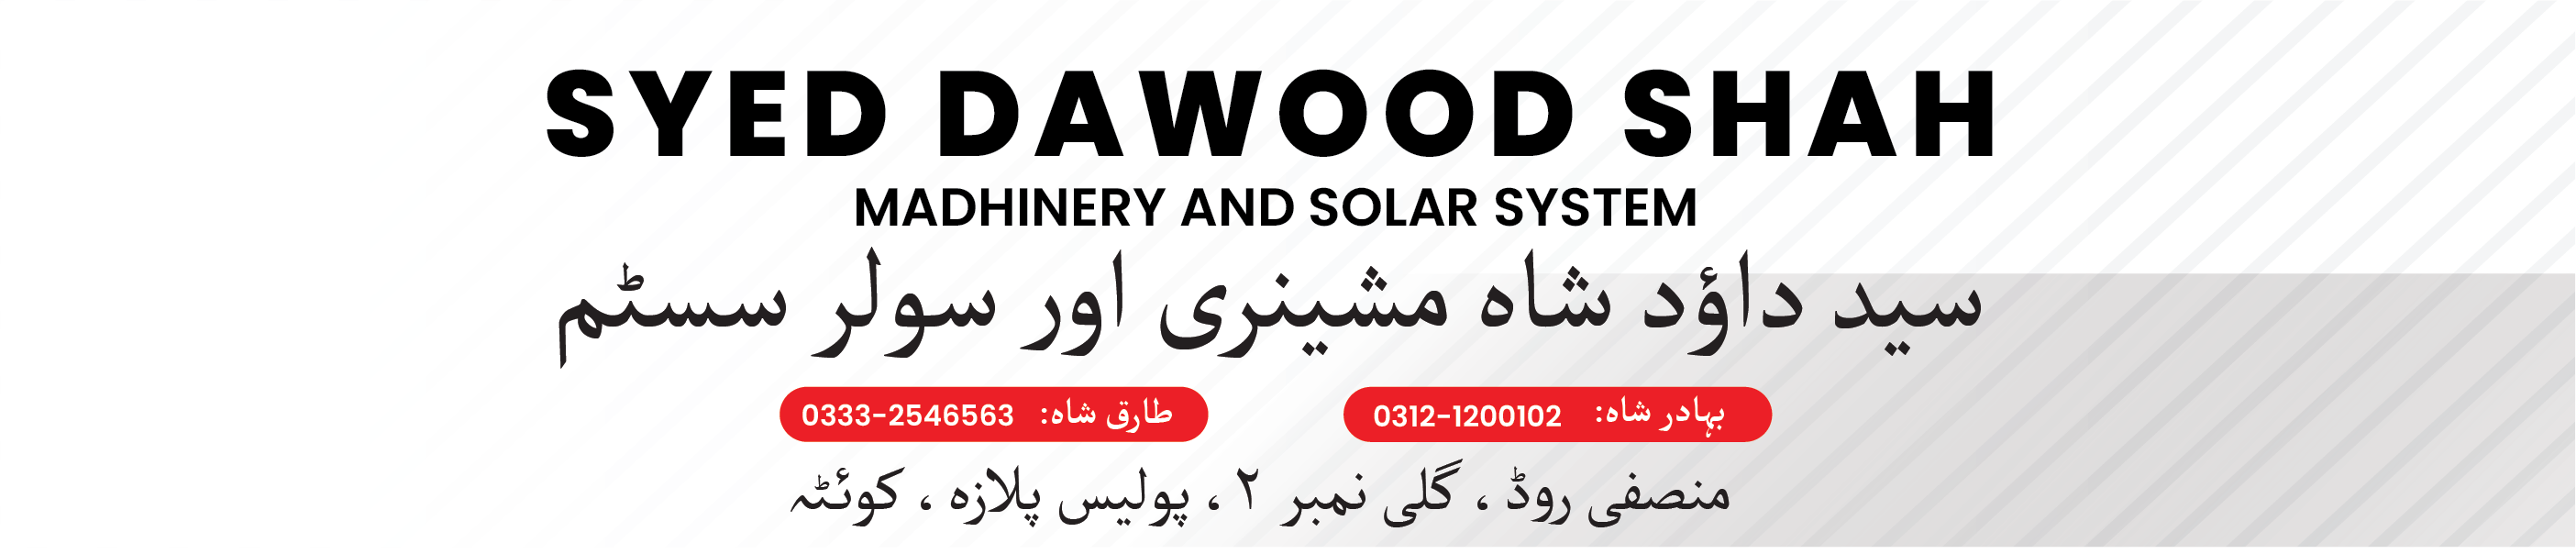 SYED DAWOOD SHAH
MADHINERY AND SOLAR SYSTEM
سید داؤد شاہ مشینری اور سولر سسٹم
بہادر شاہ: 0312-1200102
طارق شاہ: 0333-2546563
منصفی روڈ ، گلی نمبر ۲ ، پولیس پلازہ ، کوئٹہ